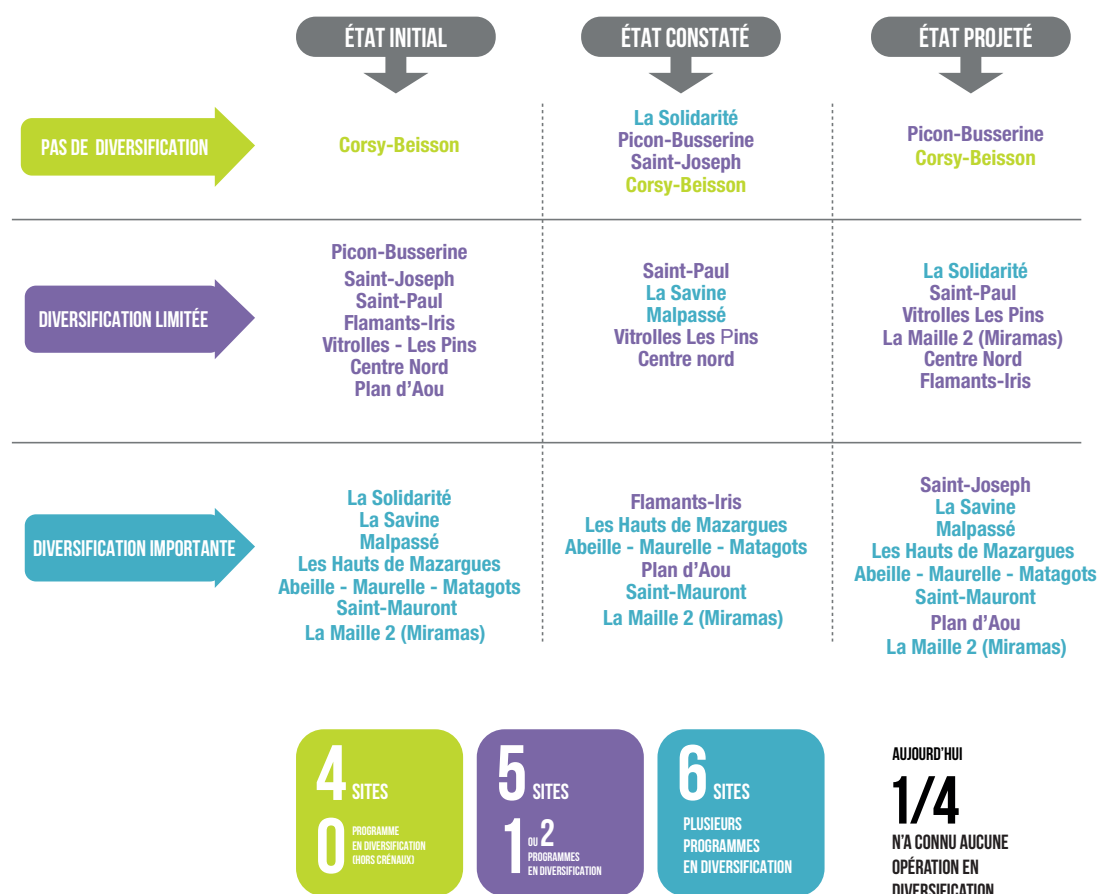 ÉTAT INITIAL
ÉTAT CONSTATÉ
ÉTAT PROJETÉ
PAS DE DIVERSIFICATION
Corsy-Beisson
La Solidarité
Picon-Busserine
Saint-Joseph
Corsy-Beisson
Picon-Busserine
Corsy-Beisson
DIVERSIFICATION LIMITÉE
Picon-Busserine
Saint-Joseph
Saint-Paul
Flamants-Iris
Vitrolles - Les Pins
Centre Nord
Plan d'Aou
Saint-Paul
La Savine
Malpassé
Vitrolles Les Pins
Centre nord
La Solidarité
Saint-Paul
Vitrolles Les Pins
La Maille 2 (Miramas)
Centre Nord
Flamants-Iris
DIVERSIFICATION IMPORTANTE
La Solidarité
La Savine
Malpassé
Les Hauts de Mazargues
Abeille - Maurelle - Matagots
Saint-Mauront
La Maille 2 (Miramas)
Flamants-Iris
Les Hauts de Mazargues
Abeille - Maurelle - Matagots
Plan d'Aou
Saint-Mauront
La Maille 2 (Miramas)
Saint-Joseph
La Savine
Malpassé
Les Hauts de Mazargues
Abeille - Maurelle - Matagots
Saint-Mauront
Plan d'Aou
La Maille 2 (Miramas)
4 SITES
0 PROGRAMME
EN DIVERSIFICATION
(HORS CRÉNAUX)
5 SITES
1 OU 2
PROGRAMMES
EN DIVERSIFICATION
6 SITES
PLUSIEURS
PROGRAMMES
EN DIVERSIFICATION
AUJOURD'HUI
1/4
N'A CONNU AUCUNE
OPÉRATION EN
DIVERSIFICATION